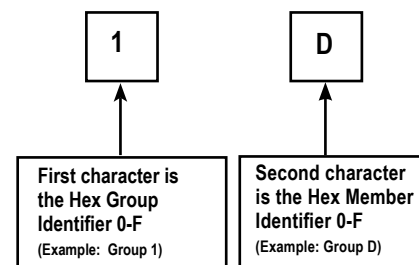 1
D
First character is
the Hex Group
Identifier 0-F
(Example: Group 1)
Second character
is the Hex Member
Identifier 0-F
(Example: Group D)